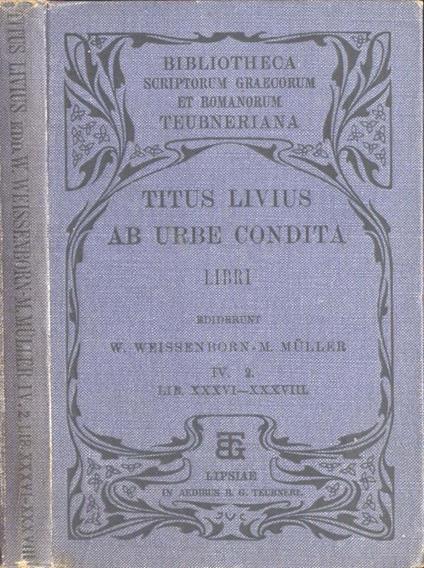 TITUS LIVIUS EDD. W. WEISSENBORN-M. MÜLLER IV. 2. LIB. XXXVI-XXXVIII
BIBLIOTHECA
SCRIPTORUM GRAECORUM
ET ROMANORUM
TEUBNERIANA
TITUS LIVIUS
AB URBE CONDITA
LIBRI
EDIDERUNT
W. WEISSENBORN-M. MÜLLER
IV. 2.
LIB. XXXVI—XXXVIII.
BTG
LIPSIAE
IN AEDIBUS B. G. TEUBNERI.